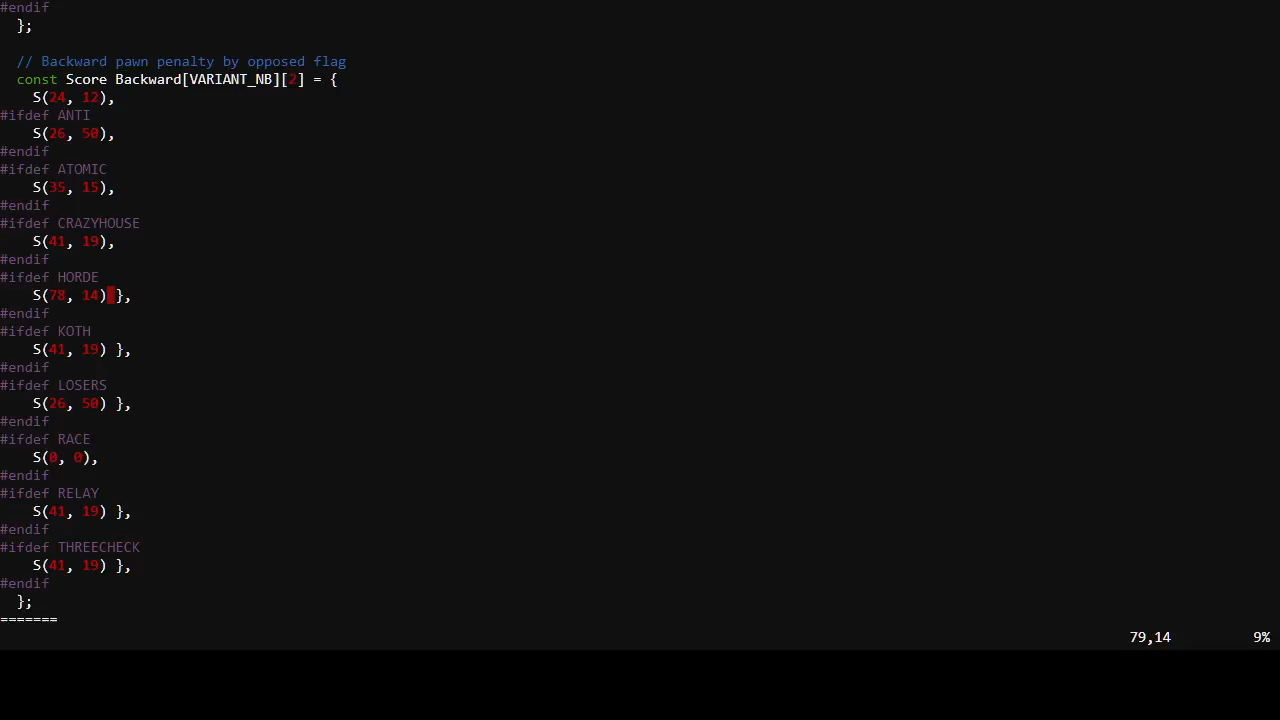 #endif
  };

  // Backward pawn penalty by opposed flag
  const Score Backward[VARIANT_NB][2] = {
    S(24, 12),
#ifdef ANTI
    S(26, 50),
#endif
#ifdef ATOMIC
    S(35, 15),
#endif
#ifdef CRAZYHOUSE
    S(41, 19),
#endif
#ifdef HORDE
    S(78, 14) },
#endif
#ifdef KOTH
    S(41, 19) },
#endif
#ifdef LOSERS
    S(26, 50) },
#endif
#ifdef RACE
    S(0, 0),
#endif
#ifdef RELAY
    S(41, 19) },
#endif
#ifdef THREECHECK
    S(41, 19) },
#endif
  };
=======
79,14 9%